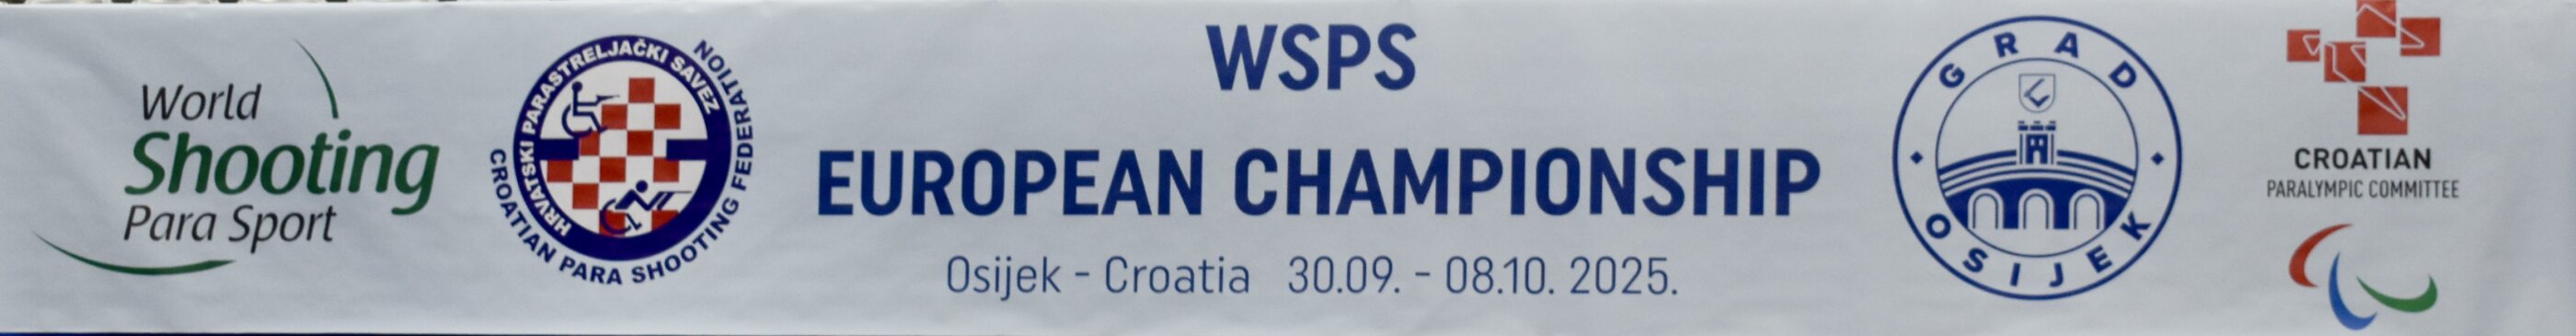 World
Shooting
Para Sport
HRVATSKI PARASTRELJAČKI SAVEZ
CROATIAN PARA SHOOTING FEDERATION
WSPS
EUROPEAN CHAMPIONSHIP
Osijek - Croatia 30.09. - 08.10. 2025.
GRAD
OSIJEK
CROATIAN
PARALYMPIC COMMITTEE